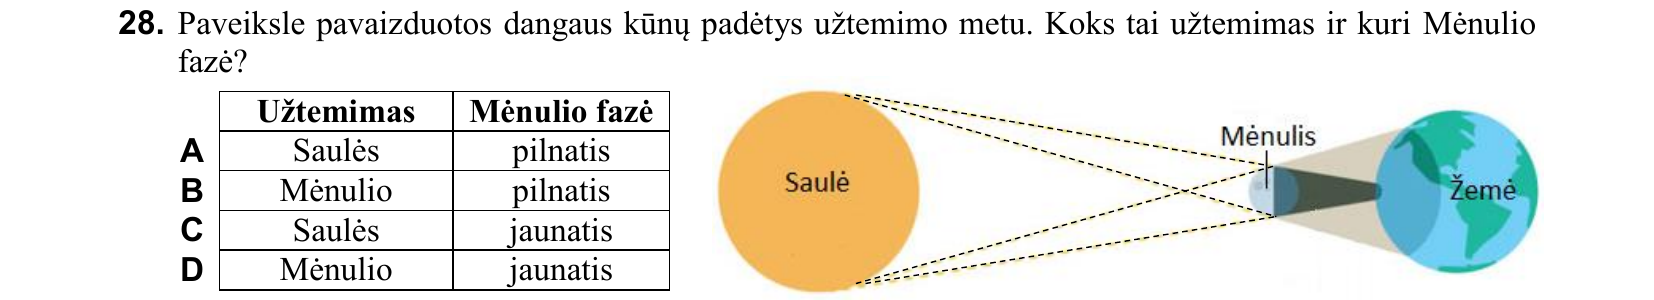 28. Paveiksle pavaizduotos dangaus kūnų padėtys užtemimo metu. Koks tai užtemimas ir kuri Mėnulio
fazė?
Užtemimas Mėnulio fazė
A Saulės pilnatis
B Mėnulio pilnatis
C Saulės jaunatis
D Mėnulio jaunatis
Saulė
Mėnulis
Žemė